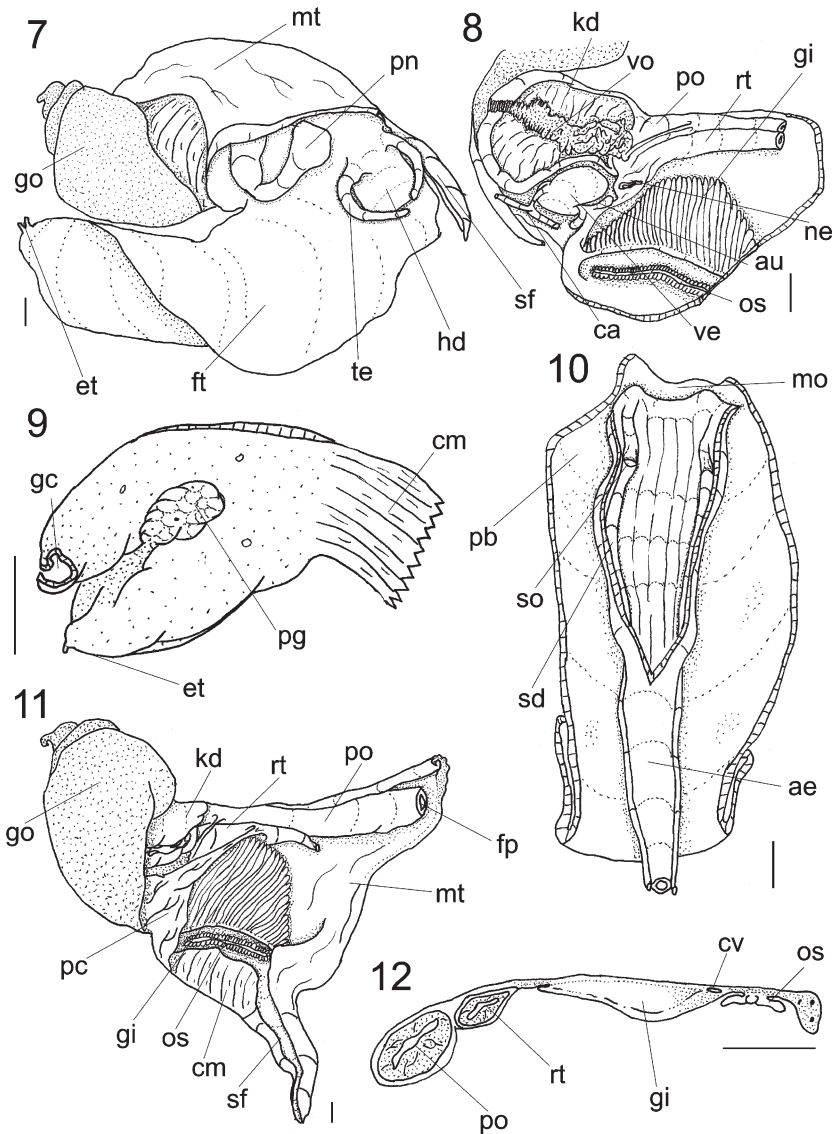 7
mt
pn
go
et
ft
te
hd
sf
8
kd
vo
po
rt
gi
ne
au
os
ve
ca
9
gc
cm
pg
et
10
mo
pb
so
sd
ae
11
go
kd
rt
po
fp
mt
pc
gi
os
cm
sf
12
cv
os
rt
gi
po